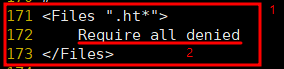 171 <Files ".ht*"> 1
172     Require all denied
173 </Files> 2